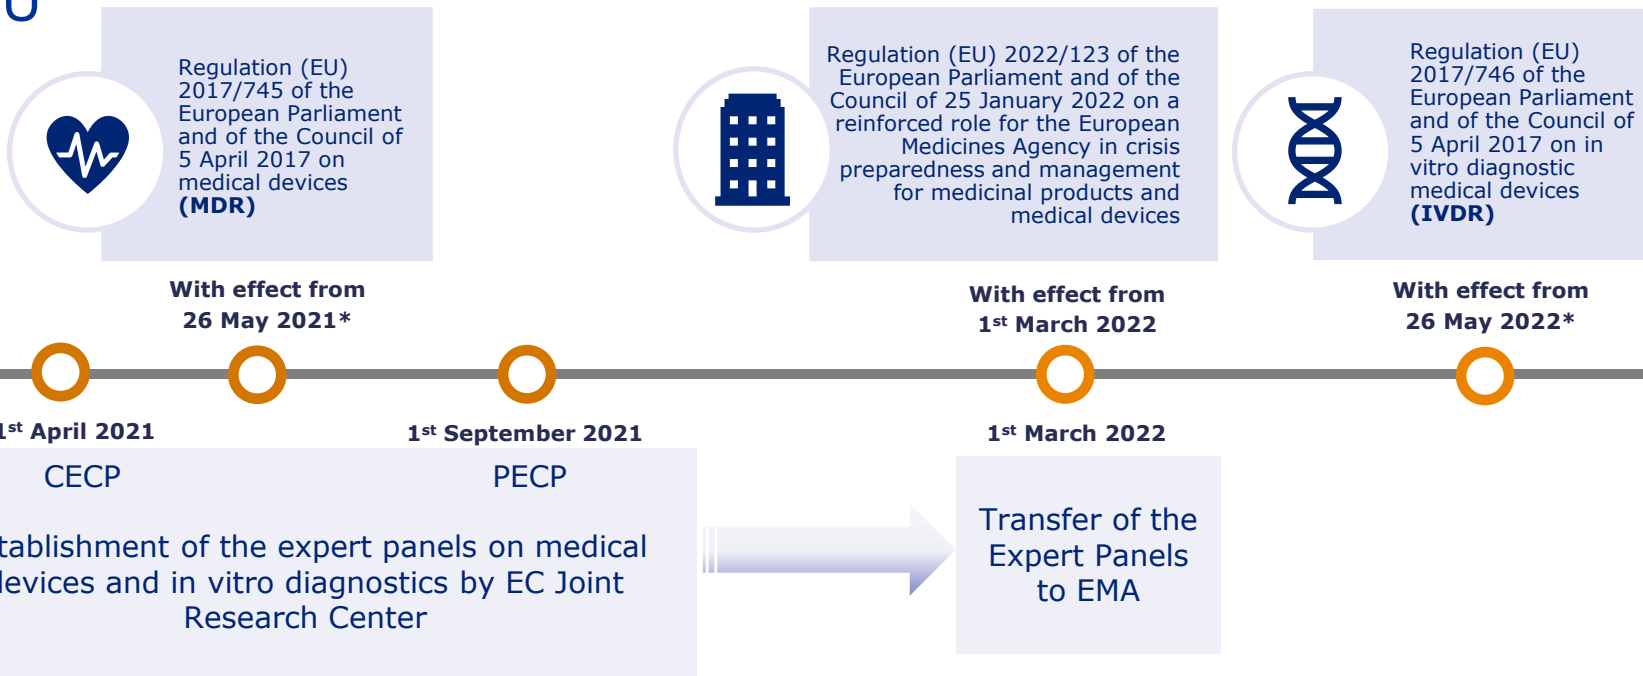 Regulation (EU)
2017/745 of the
European Parliament
and of the Council of
5 April 2017 on
medical devices
(MDR)
Regulation (EU) 2022/123 of the
European Parliament and of the
Council of 25 January 2022 on a
reinforced role for the European
Medicines Agency in crisis
preparedness and management
for medicinal products and
medical devices
Regulation (EU)
2017/746 of the
European Parliament
and of the Council of
5 April 2017 on in
vitro diagnostic
medical devices
(IVDR)
With effect from
26 May 2021*
With effect from
1st March 2022
With effect from
26 May 2022*
1st April 2021
1st September 2021
1st March 2022
CECP
PECP
tablishment of the expert panels on medical
evices and in vitro diagnostics by EC Joint
Research Center
Transfer of the
Expert Panels
to EMA